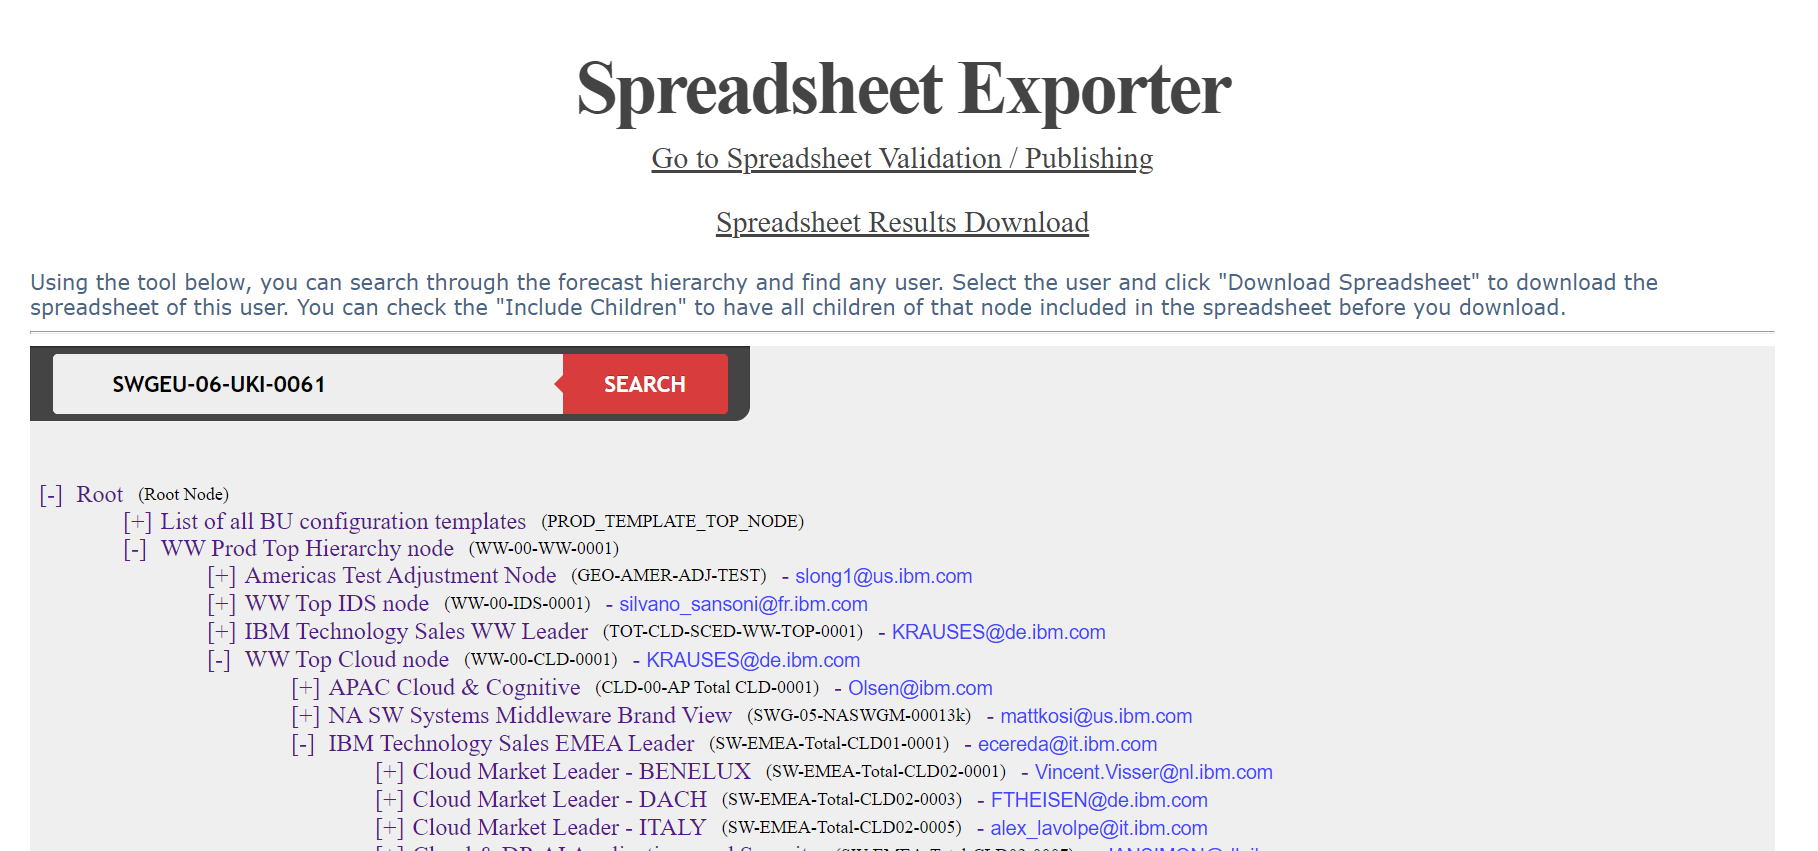 Spreadsheet Exporter
Go to Spreadsheet Validation / Publishing
Spreadsheet Results Download
Using the tool below, you can search through the forecast hierarchy and find any user. Select the user and click "Download Spreadsheet" to download the
spreadsheet of this user. You can check the "Include Children" to have all children of that node included in the spreadsheet before you download.
SWGEU-06-UKI-0061 SEARCH
[-] Root (Root Node)
[+] List of all BU configuration templates (PROD_TEMPLATE_TOP_NODE)
[-] WW Prod Top Hierarchy node (WW-00-WW-0001)
[+] Americas Test Adjustment Node (GEO-AMER-ADJ-TEST) - slong1@us.ibm.com
[+] WW Top IDS node (WW-00-IDS-0001) - silvano_sansoni@fr.ibm.com
[+] IBM Technology Sales WW Leader (TOT-CLD-SCED-WW-TOP-0001) - KRAUSES@de.ibm.com
[-] WW Top Cloud node (WW-00-CLD-0001) - KRAUSES@de.ibm.com
[+] APAC Cloud & Cognitive (CLD-00-AP Total CLD-0001) - Olsen@ibm.com
[+] NA SW Systems Middleware Brand View (SWG-05-NASWGM-00013k) - mattkosi@us.ibm.com
[-] IBM Technology Sales EMEA Leader (SW-EMEA-Total-CLD01-0001) - ecereda@it.ibm.com
[+] Cloud Market Leader - BENELUX (SW-EMEA-Total-CLD02-0001) - Vincent.Visser@nl.ibm.com
[+] Cloud Market Leader - DACH (SW-EMEA-Total-CLD02-0003) - FTHEISEN@de.ibm.com
[+] Cloud Market Leader - ITALY (SW-EMEA-Total-CLD02-0005) - alex_lavolpe@it.ibm.com